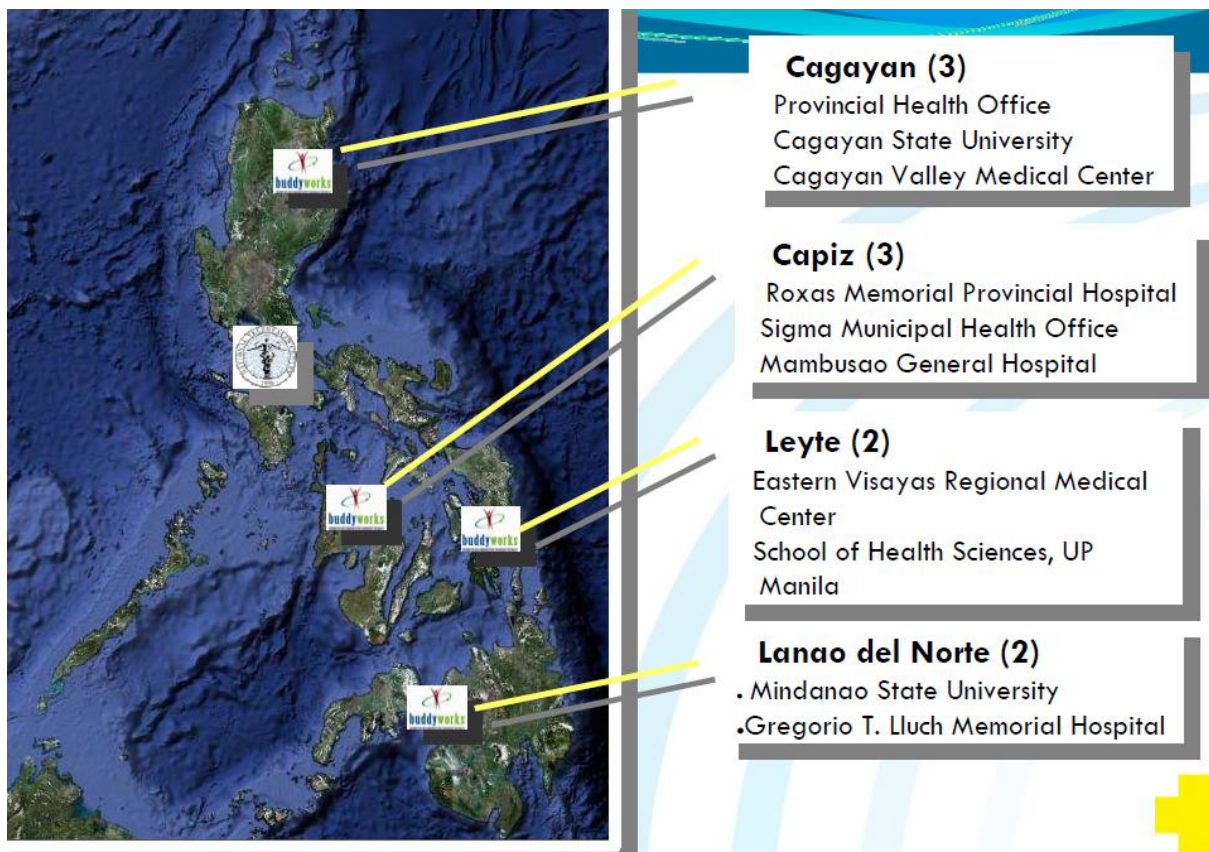 buddyworks
buddyworks
buddyworks
buddyworks
Cagayan (3)
Provincial Health Office
Cagayan State University
Cagayan Valley Medical Center
Capiz (3)
Roxas Memorial Provincial Hospital
Sigma Municipal Health Office
Mambusao General Hospital
Leyte (2)
Eastern Visayas Regional Medical
Center
School of Health Sciences, UP
Manila
Lanao del Norte (2)
• Mindanao State University
•Gregorio T. Lluch Memorial Hospital